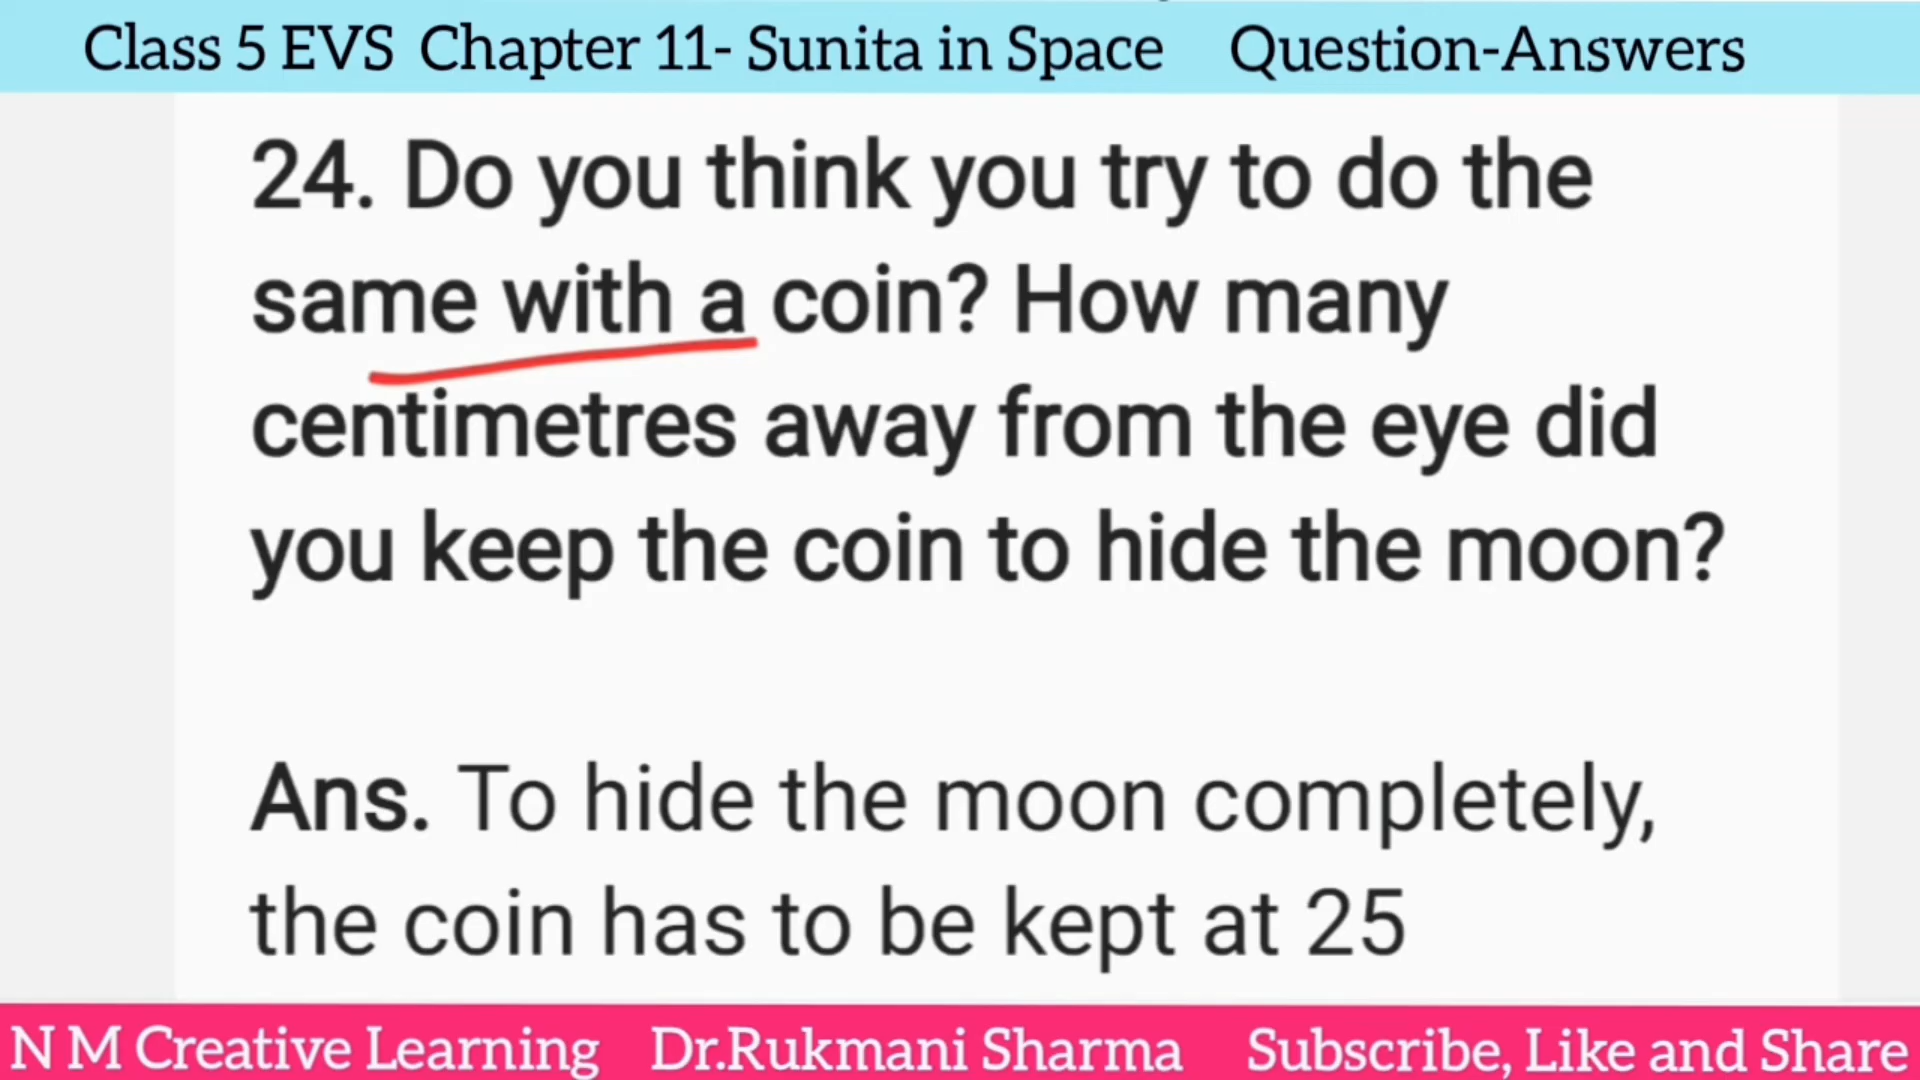 Class 5 EVS Chapter 11- Sunita in Space Question-Answers
24. Do you think you try to do the
same with a coin? How many
centimetres away from the eye did
you keep the coin to hide the moon?
Ans. To hide the moon completely,
the coin has to be kept at 25
N M Creative Learning Dr.Rukmani Sharma Subscribe, Like and Share